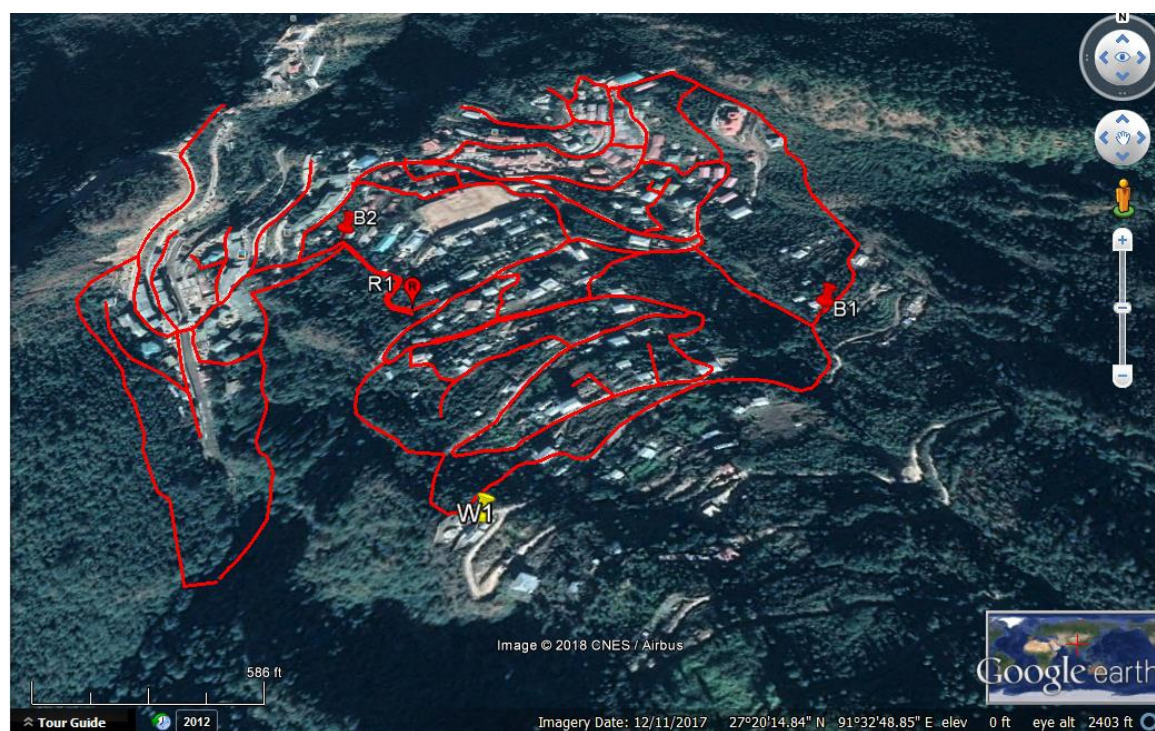 N
B2
R1
R
B1
W1
Image © 2018 CNES / Airbus
586 ft
Google earth
Tour Guide
2012
Imagery Date: 12/11/2017 27°20'14.84" N 91°32'48.85" E elev 0 ft eye alt 2403 ft